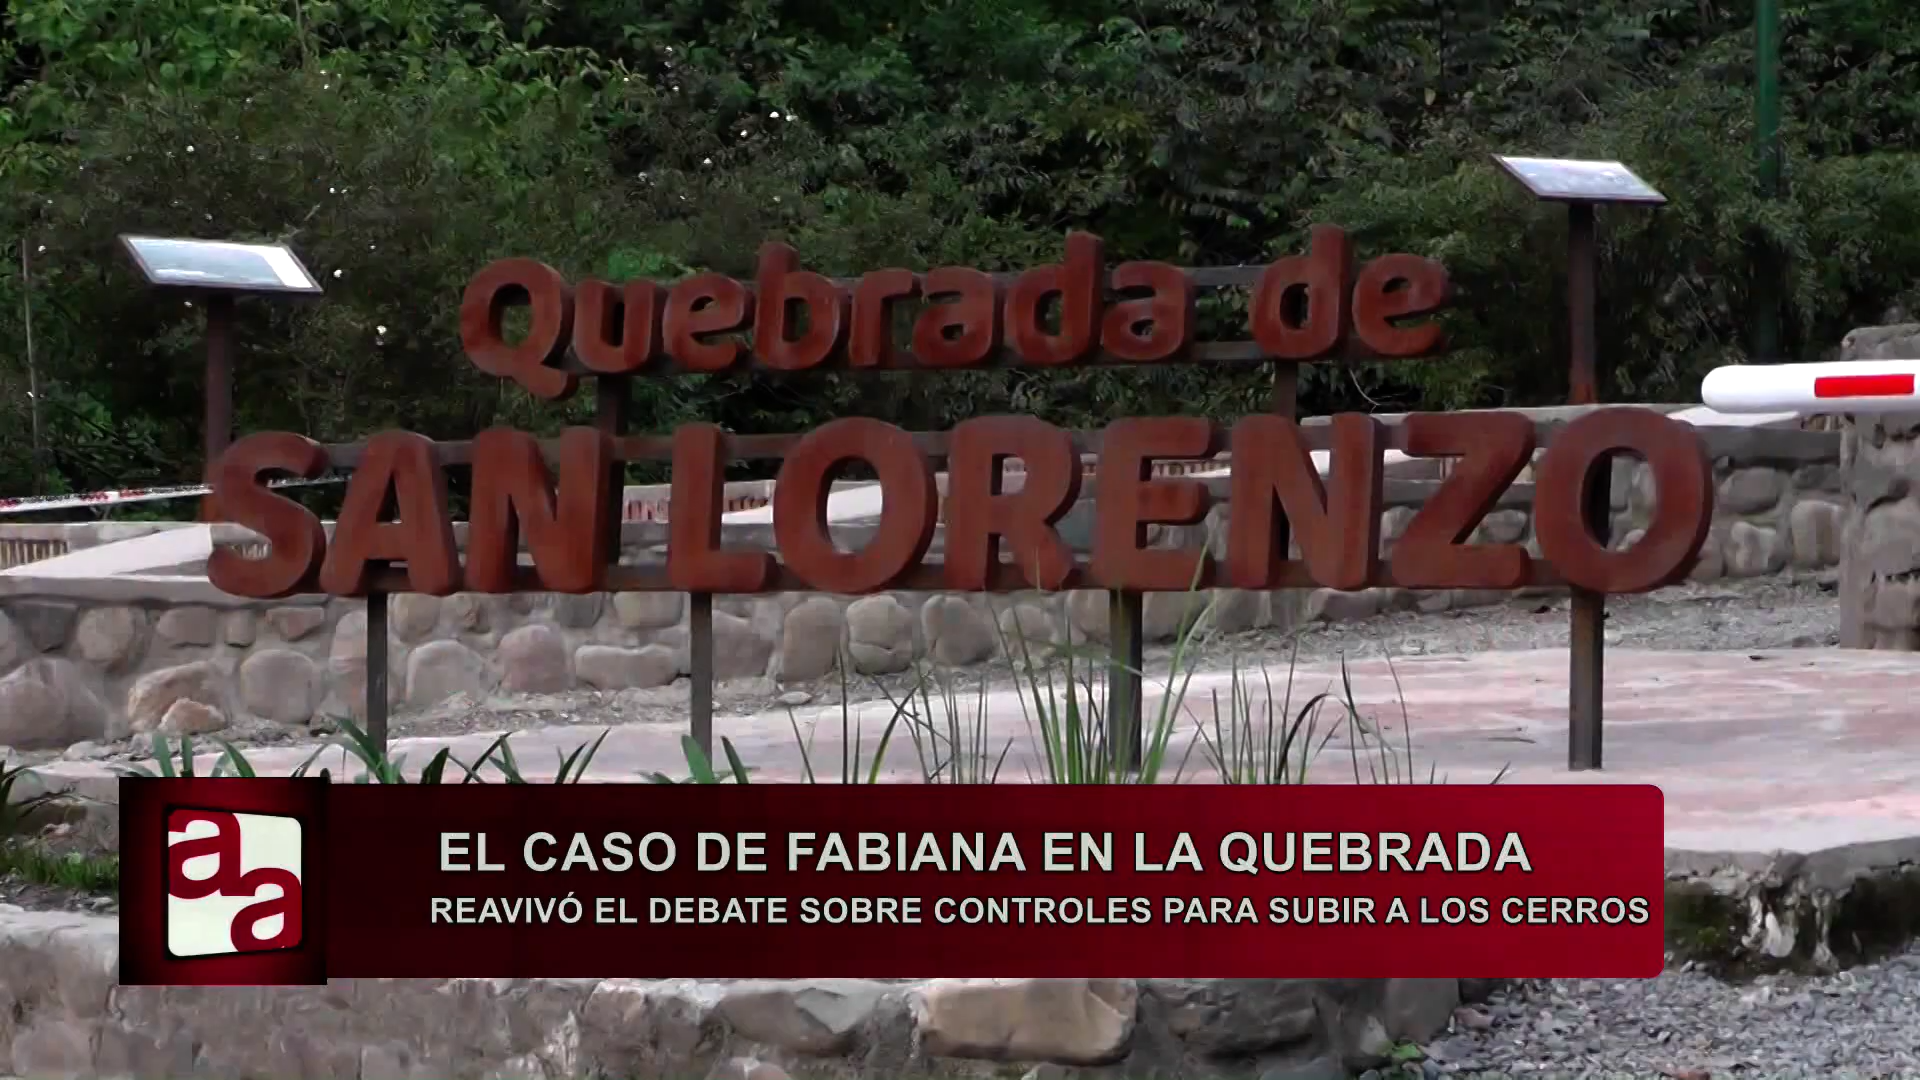 Quebrada de
SAN LORENZO
aa
EL CASO DE FABIANA EN LA QUEBRADA
REAVIVÓ EL DEBATE SOBRE CONTROLES PARA SUBIR A LOS CERROS